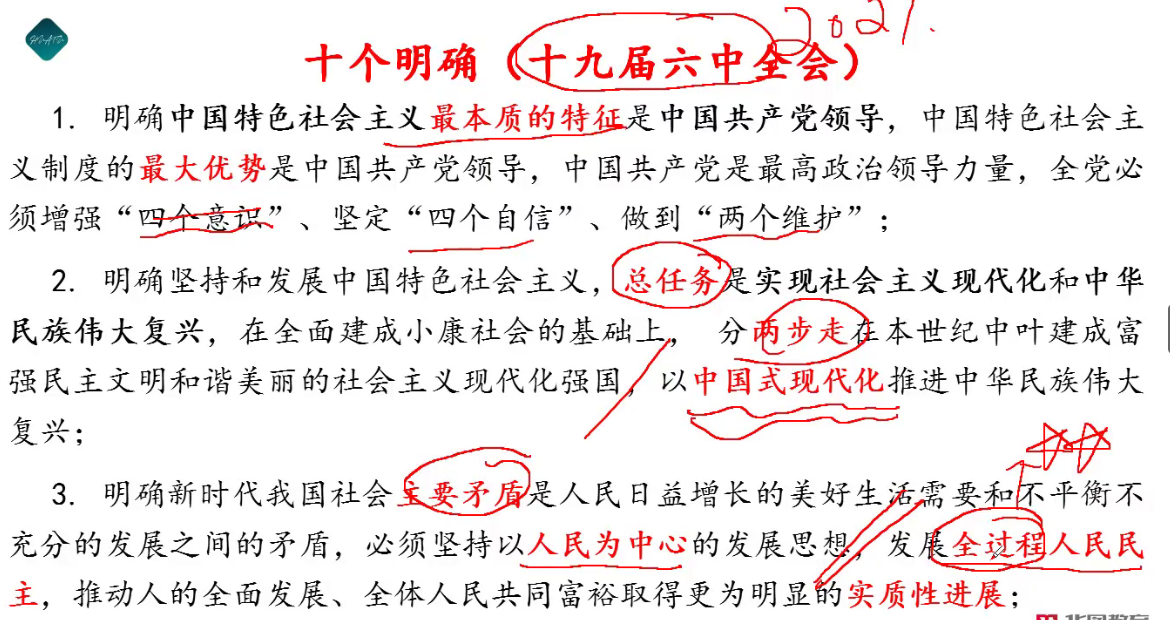 2021.
十个明确（十九届六中全会）
1. 明确中国特色社会主义最本质的特征是中国共产党领导，中国特色社会主
义制度的最大优势是中国共产党领导，中国共产党是最高政治领导力量，全党必
须增强“四个意识”、坚定“四个自信”、做到“两个维护”；
2. 明确坚持和发展中国特色社会主义，总任务是实现社会主义现代化和中华
民族伟大复兴，在全面建成小康社会的基础上， 分两步走在本世纪中叶建成富
强民主文明和谐美丽的社会主义现代化强国，以中国式现代化推进中华民族伟大
复兴；
3. 明确新时代我国社会主要矛盾是人民日益增长的美好生活需要和不平衡不
充分的发展之间的矛盾，必须坚持以人民为中心的发展思想，发展全过程人民民
主，推动人的全面发展、全体人民共同富裕取得更为明显的实质性进展；